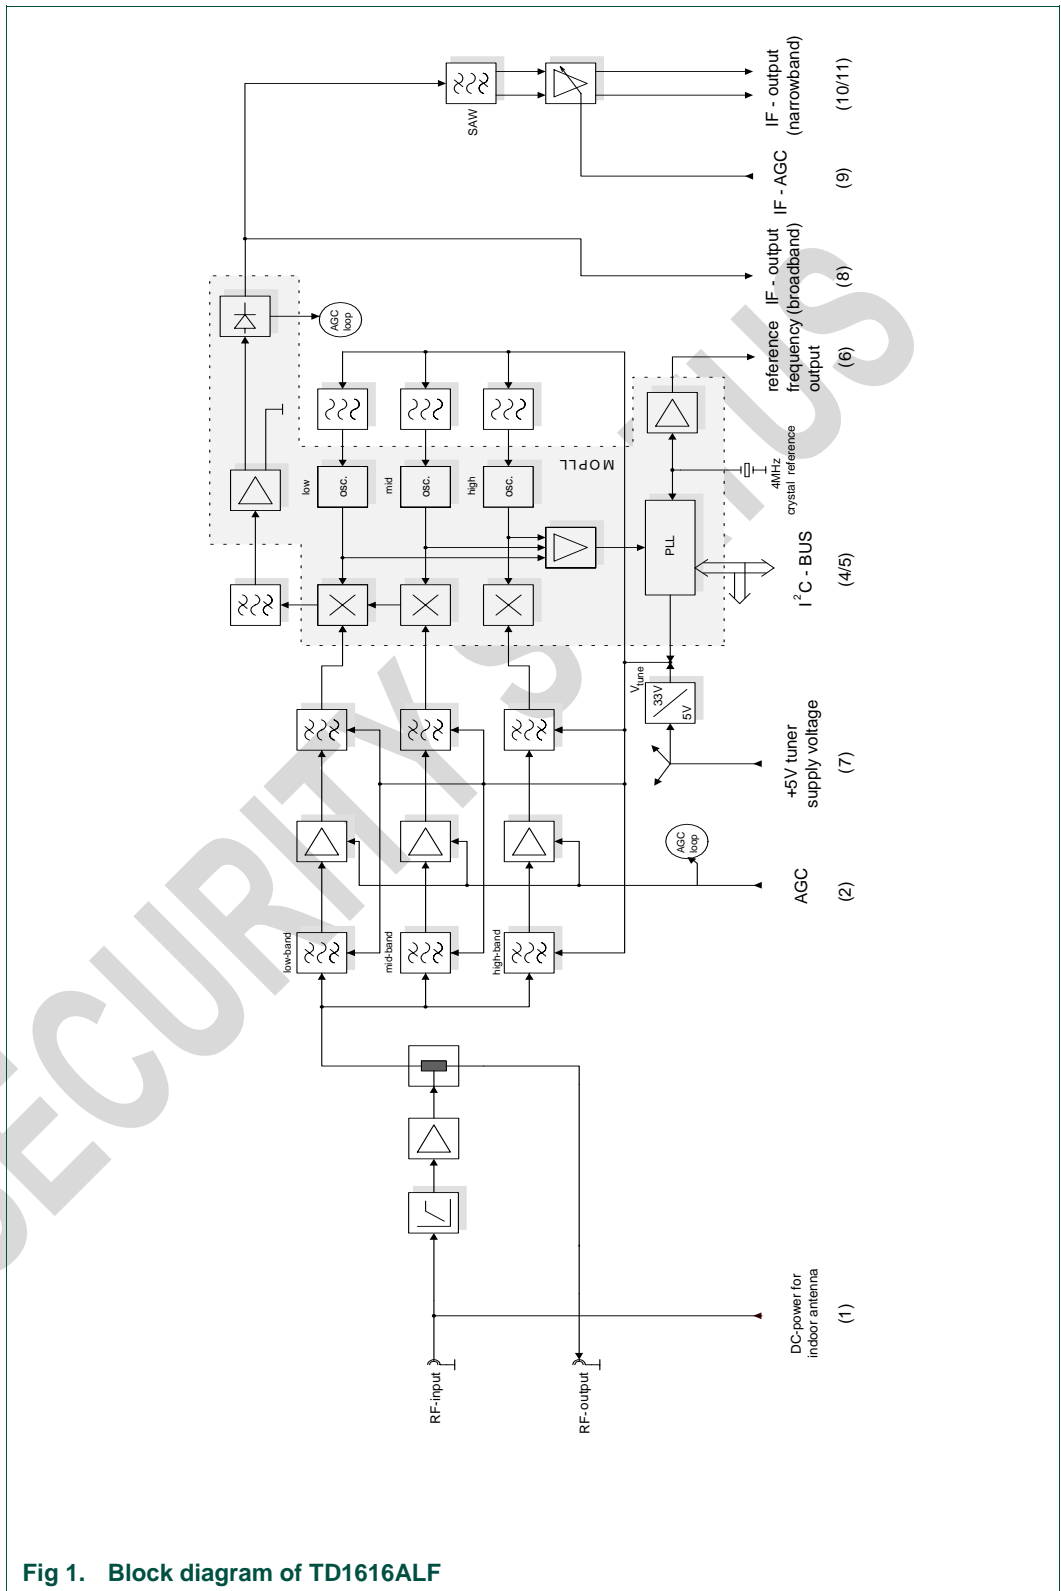 SAW
IF - output
(narrowband)
(10/11)
IF - AGC
(9)
IF - output
(broadband)
(8)
reference
frequency
output
(6)
AGC
loop
MOPLL
low
osc.
mid
osc.
high
osc.
4MHz
crystal reference
PLL
I²C - BUS
(4/5)
Vtune
33V
5V
+5V tuner
supply voltage
(7)
AGC
loop
AGC
(2)
low-band
mid-band
high-band
DC-power for
indoor antenna
(1)
RF-input
RF-output
SECURITY STATUS
Fig 1. Block diagram of TD1616ALF